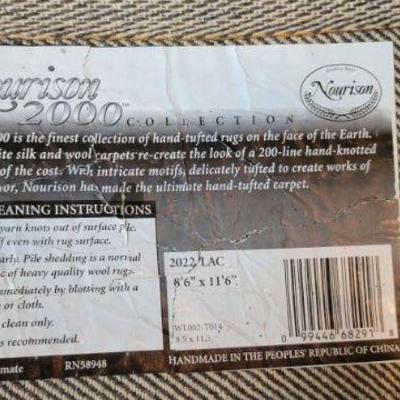 Nourison
2000™ COLLECTION
Nourison
00 is the finest collection of hand-tufted rugs on the face of the Earth.
ite silk and wool carpets re-create the look of a 200-line hand-knotted
of the cost. With intricate motifs, delicately tufted to create works of
or, Nourison has made the ultimate hand-tufted carpet.
EANING INSTRUCTIONS
yarn knots out of surface pile.
ff even with rug surface.
arly. Pile shedding is a normal
c of heavy quality wool rugs.
mmediately by blotting with a
or cloth.
clean only.
s recommended.
mate RN58948
2022 LAC
8'6" x 11'6".
WL002-T014
8.5 x 11.5
0 99446 68291 8
HANDMADE IN THE PEOPLES' REPUBLIC OF CHINA